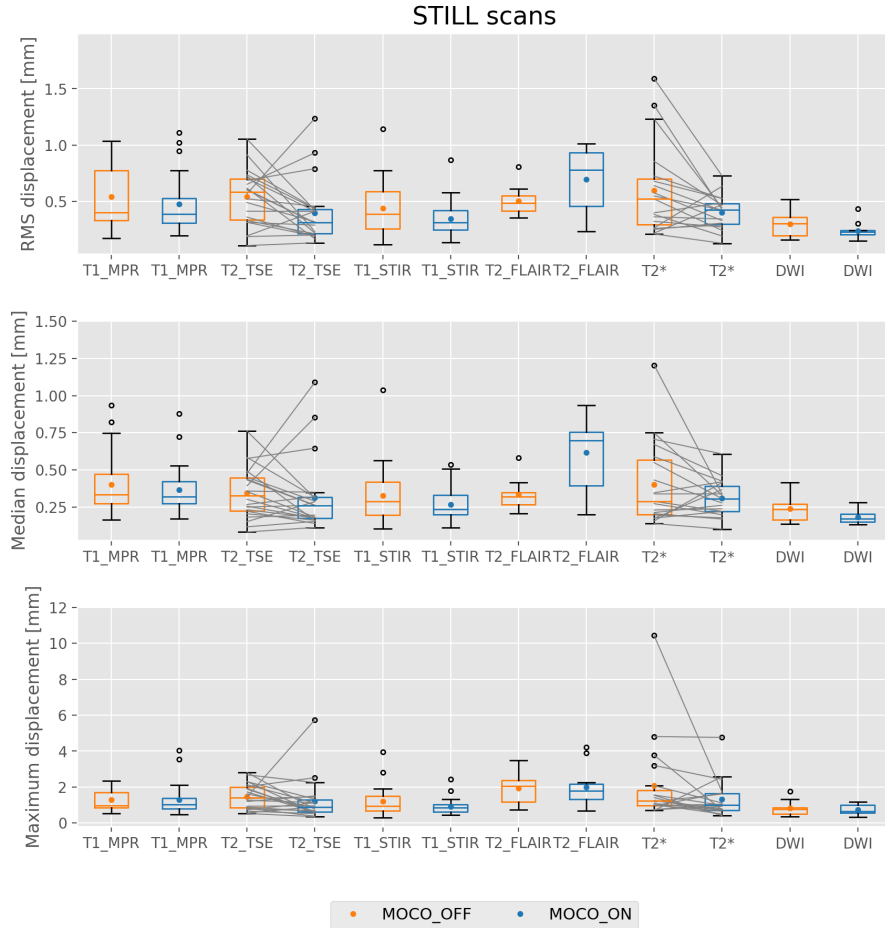 STILL scans
RMS displacement [mm]
1.5
1.0
0.5
T1_MPR T1_MPR T2_TSE T2_TSE T1_STIR T1_STIR T2_FLAIR T2_FLAIR T2* T2* DWI DWI
Median displacement [mm]
1.50
1.25
1.00
0.75
0.50
0.25
T1_MPR T1_MPR T2_TSE T2_TSE T1_STIR T1_STIR T2_FLAIR T2_FLAIR T2* T2* DWI DWI
Maximum displacement [mm]
12
10
8
6
4
2
0
T1_MPR T1_MPR T2_TSE T2_TSE T1_STIR T1_STIR T2_FLAIR T2_FLAIR T2* T2* DWI DWI
MOCO_OFF MOCO_ON